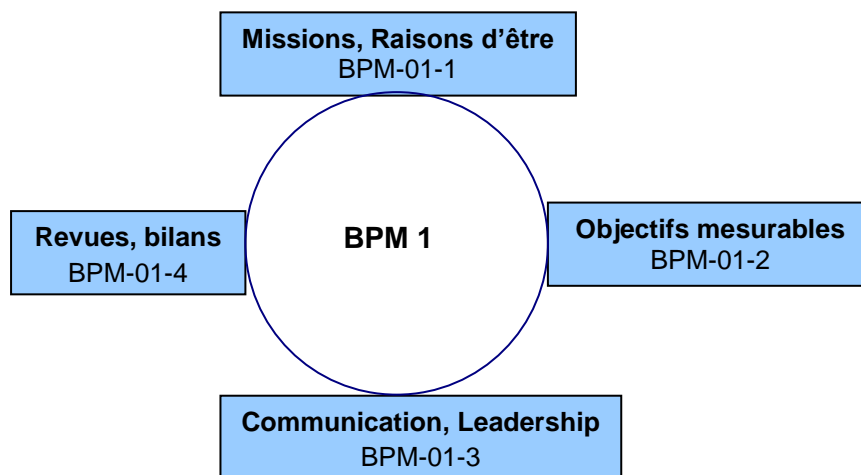 Missions, Raisons d’être
BPM-01-1
Revues, bilans
BPM-01-4
BPM 1
Objectifs mesurables
BPM-01-2
Communication, Leadership
BPM-01-3